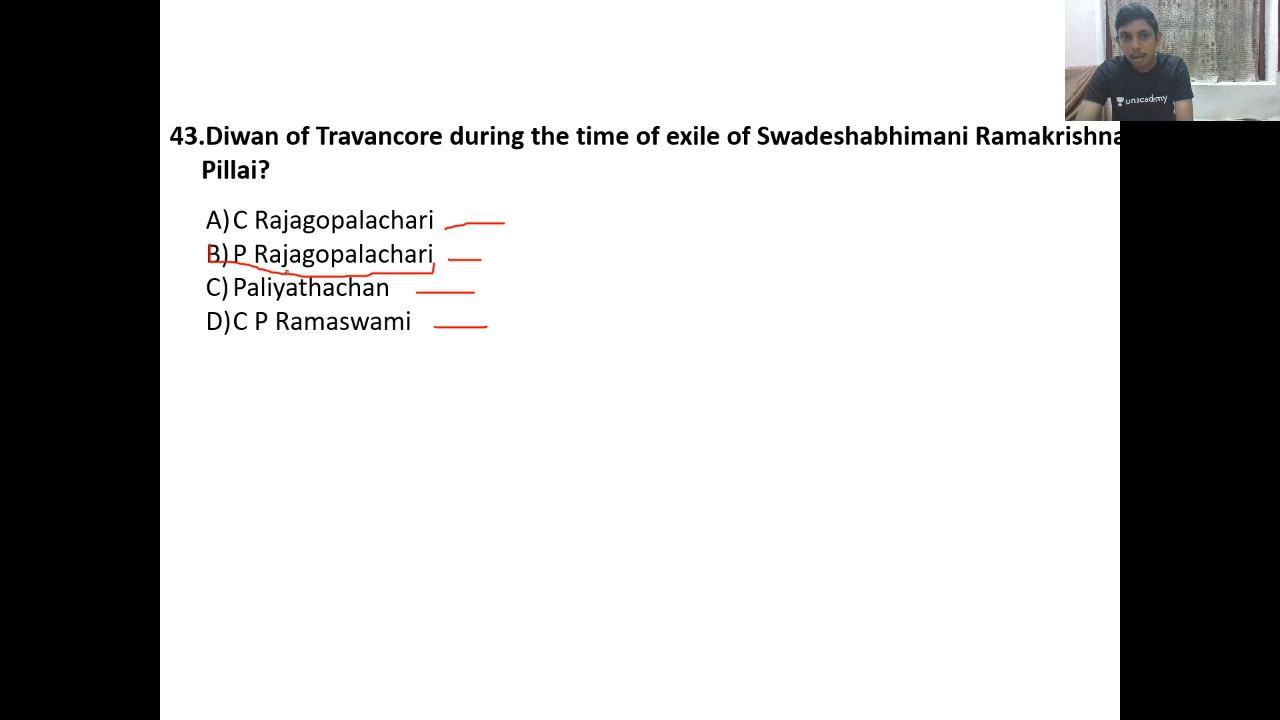 43.Diwan of Travancore during the time of exile of Swadeshabhimani Ramakrishna
Pillai?
A) C Rajagopalachari
B) P Rajagopalachari
C) Paliyathachan
D) C P Ramaswami
unacademy